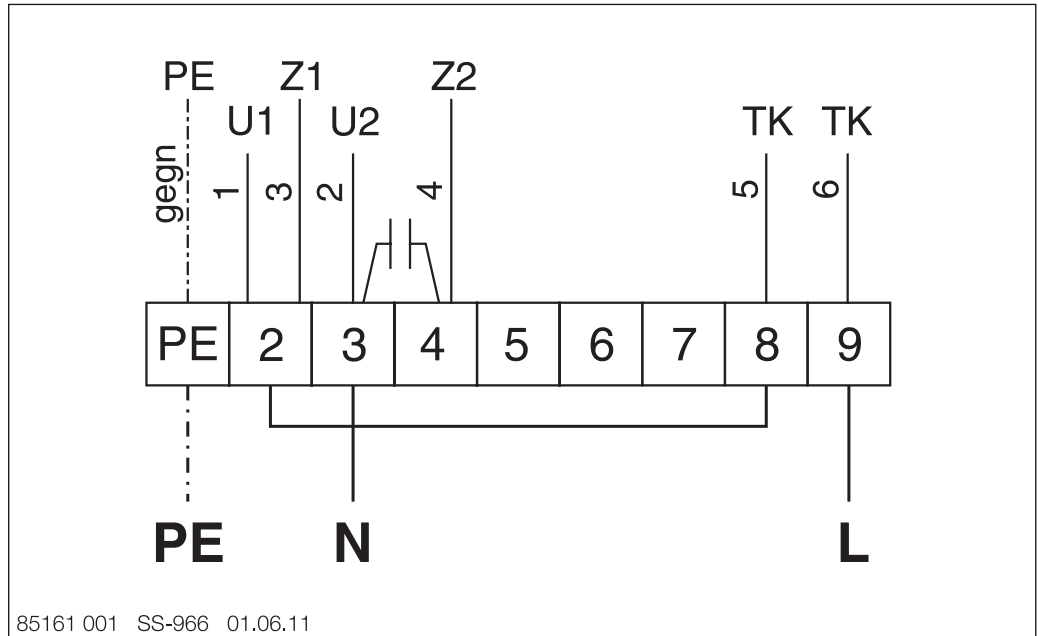 PE Z1 Z2
U1 U2 TK TK
gegn 1 3 2 4 5 6
PE 2 3 4 5 6 7 8 9
PE N L
85161 001 SS-966 01.06.11